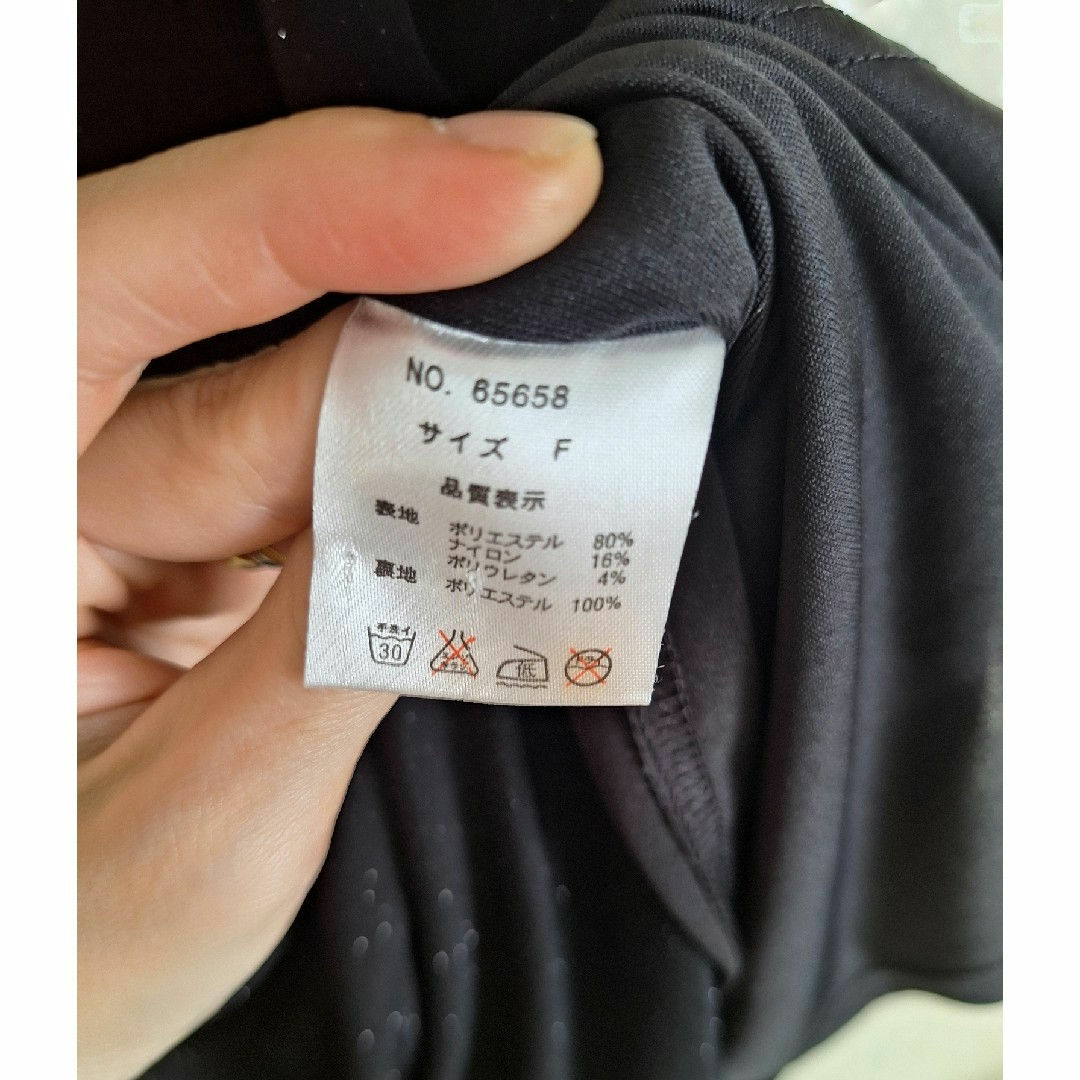 NO. 65658
サイズ F
品質表示
表地 ポリエステル 80%
ナイロン 16%
ポリウレタン 4%
裏地 ポリエステル 100%
手洗イ
30
低